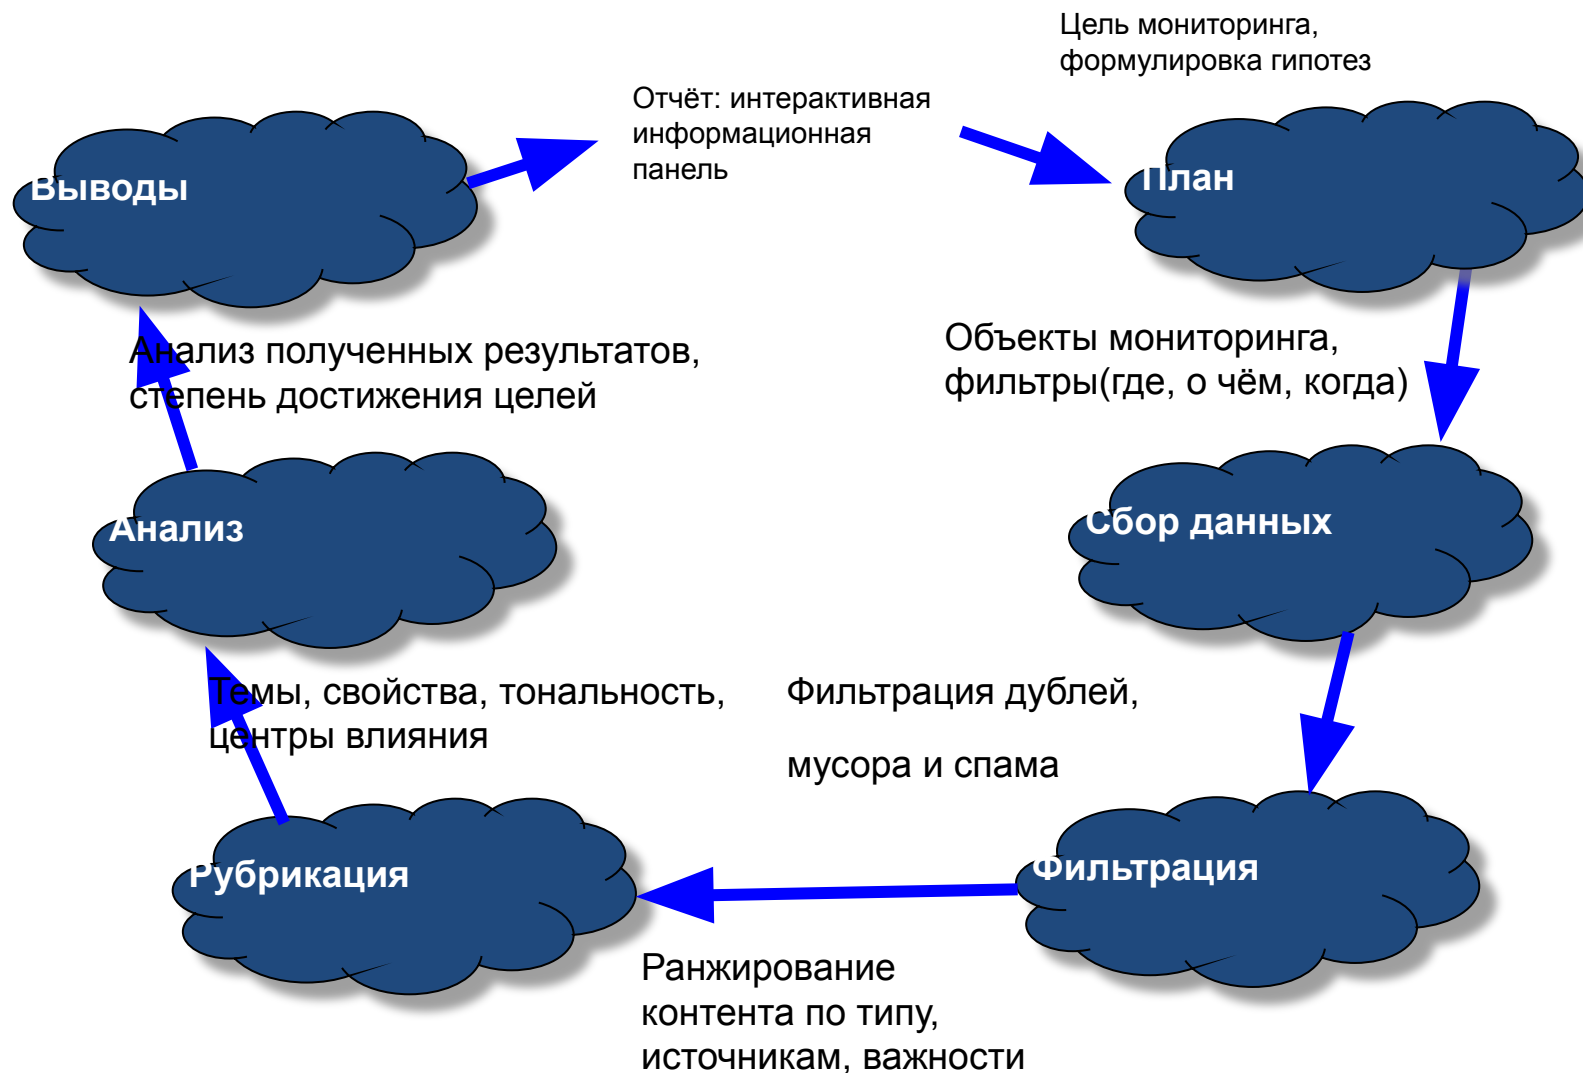 Цель мониторинга,
формулировка гипотез
Отчёт: интерактивная
информационная
панель
Выводы
План
Анализ полученных результатов,
степень достижения целей
Объекты мониторинга,
фильтры(где, о чём, когда)
Анализ
Сбор данных
Темы, свойства, тональность,
центры влияния
Фильтрация дублей,
мусора и спама
Рубрикация
Фильтрация
Ранжирование
контента по типу,
источникам, важности